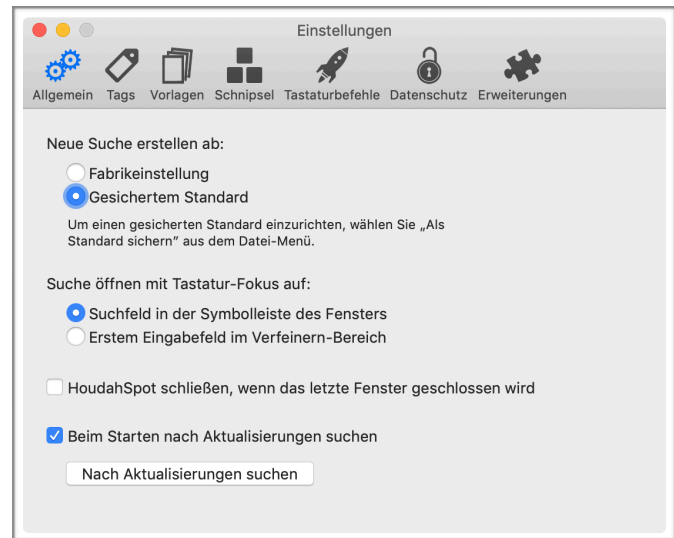 Einstellungen
Allgemein Tags Vorlagen Schnipsel Tastaturbefehle Datenschutz Erweiterungen
Neue Suche erstellen ab:
Fabrikeinstellung
Gesichertem Standard
Um einen gesicherten Standard einzurichten, wählen Sie „Als
Standard sichern" aus dem Datei-Menü.
Suche öffnen mit Tastatur-Fokus auf:
Suchfeld in der Symbolleiste des Fensters
Erstem Eingabefeld im Verfeinern-Bereich
HoudahSpot schließen, wenn das letzte Fenster geschlossen wird
Beim Starten nach Aktualisierungen suchen
Nach Aktualisierungen suchen